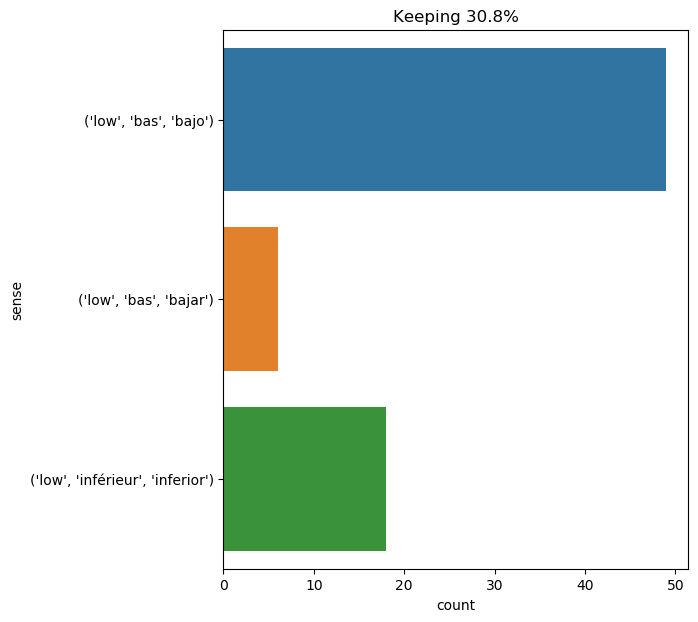 Keeping 30.8%
sense
('low', 'bas', 'bajo')
('low', 'bas', 'bajar')
('low', 'inférieur', 'inferior')
0 10 20 30 40 50
count